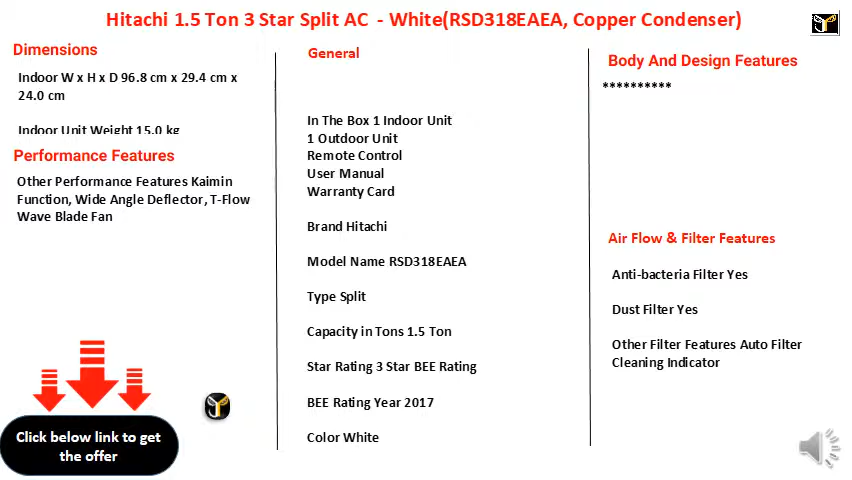 Hitachi 1.5 Ton 3 Star Split AC - White(RSD318EAEA, Copper Condenser)
Dimensions
Indoor W x H x D 96.8 cm x 29.4 cm x
24.0 cm
Indoor Unit Weight 15.0 kg
Performance Features
Other Performance Features Kaimin
Function, Wide Angle Deflector, T-Flow
Wave Blade Fan
Click below link to get
the offer
General
In The Box 1 Indoor Unit
1 Outdoor Unit
Remote Control
User Manual
Warranty Card
Brand Hitachi
Model Name RSD318EAEA
Type Split
Capacity in Tons 1.5 Ton
Star Rating 3 Star BEE Rating
BEE Rating Year 2017
Color White
Body And Design Features
**********
Air Flow & Filter Features
Anti-bacteria Filter Yes
Dust Filter Yes
Other Filter Features Auto Filter
Cleaning Indicator